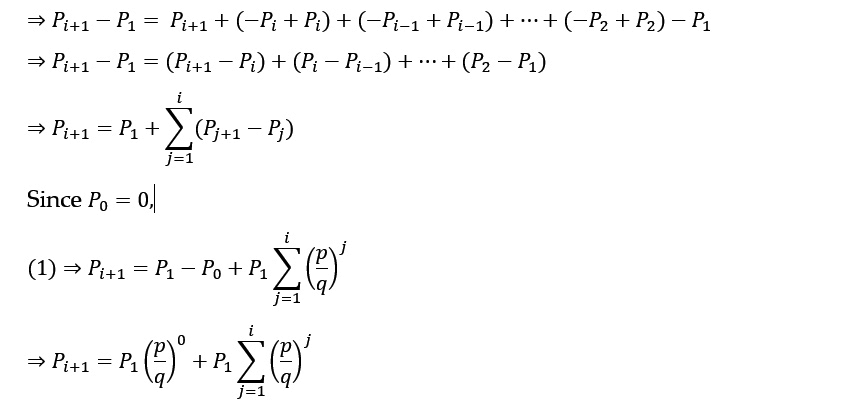 ⇒ P_{i+1} − P_1 = P_{i+1} + (−P_i + P_i) + (−P_{i−1} + P_{i−1}) + ⋯ + (−P_2 + P_2) − P_1
⇒ P_{i+1} − P_1 = (P_{i+1} − P_i) + (P_i − P_{i−1}) + ⋯ + (P_2 − P_1)
⇒ P_{i+1} = P_1 + ∑_{j=1}^{i} (P_{j+1} − P_j)
Since P_0 = 0,
(1) ⇒ P_{i+1} = P_1 − P_0 + P_1 ∑_{j=1}^{i} (p/q)^j
⇒ P_{i+1} = P_1 (p/q)^0 + P_1 ∑_{j=1}^{i} (p/q)^j